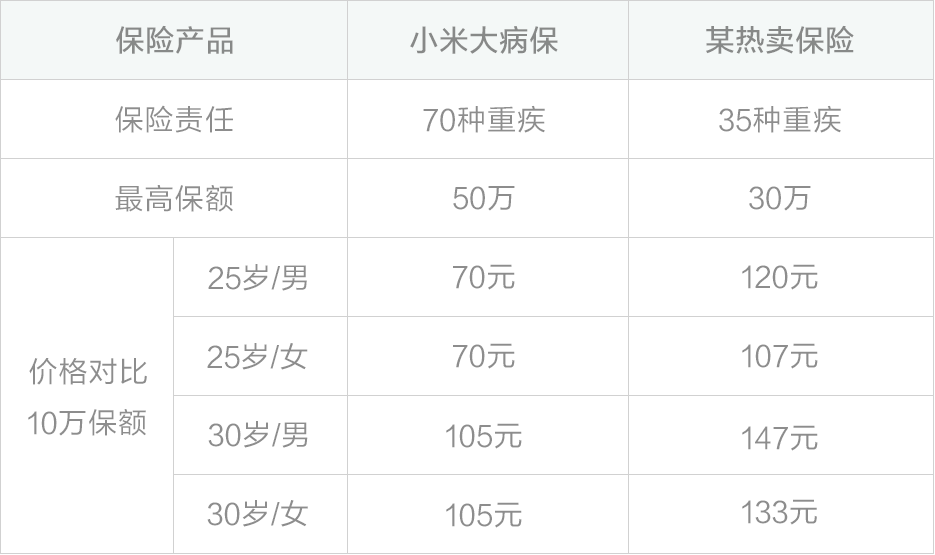 保险产品 小米大病保 某热卖保险
保险责任 70种重疾 35种重疾
最高保额 50万 30万
价格对比
10万保额
25岁/男 70元 120元
25岁/女 70元 107元
30岁/男 105元 147元
30岁/女 105元 133元